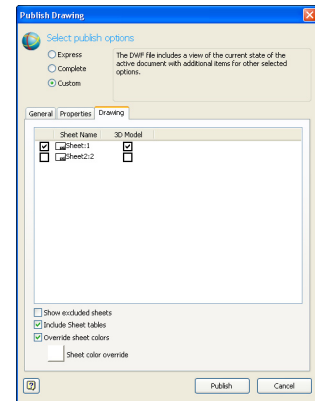 Publish Drawing
Select publish options
Express
Complete
Custom
The DWF file includes a view of the current state of the
active document with additional items for other selected
options.
General Properties Drawing
Sheet Name 3D Model
Sheet:1
Sheet2:2
Show excluded sheets
Include Sheet tables
Override sheet colors
Sheet color override
Publish Cancel